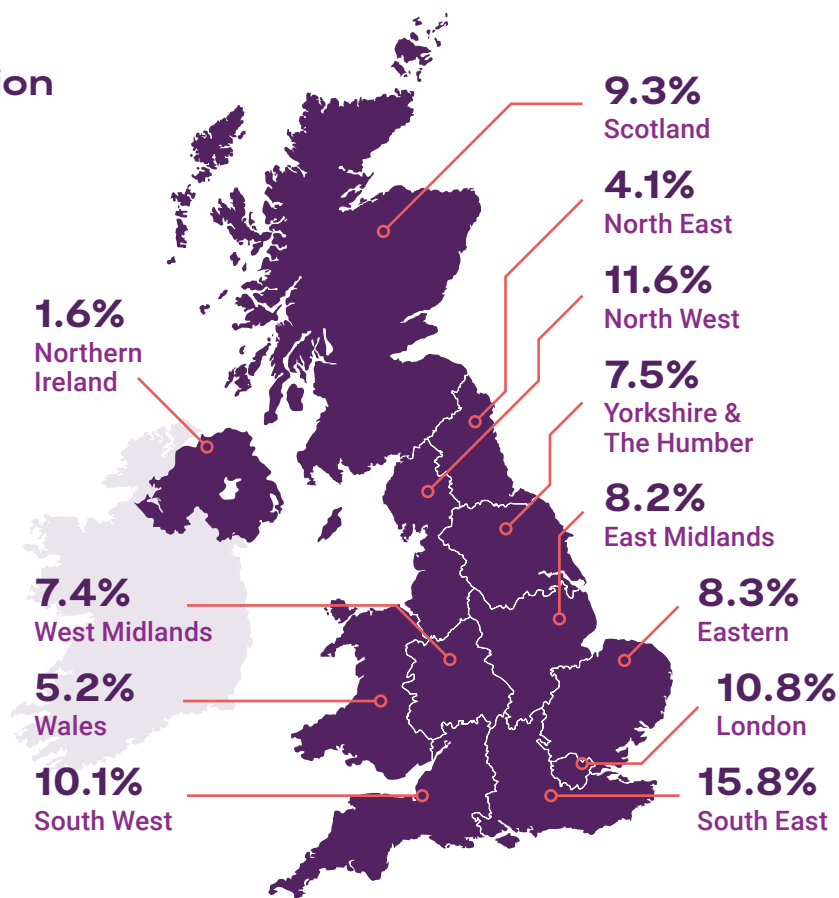 9.3%
Scotland
4.1%
North East
11.6%
North West
1.6%
Northern
Ireland
7.5%
Yorkshire &
The Humber
8.2%
East Midlands
7.4%
West Midlands
8.3%
Eastern
5.2%
Wales
10.8%
London
10.1%
South West
15.8%
South East